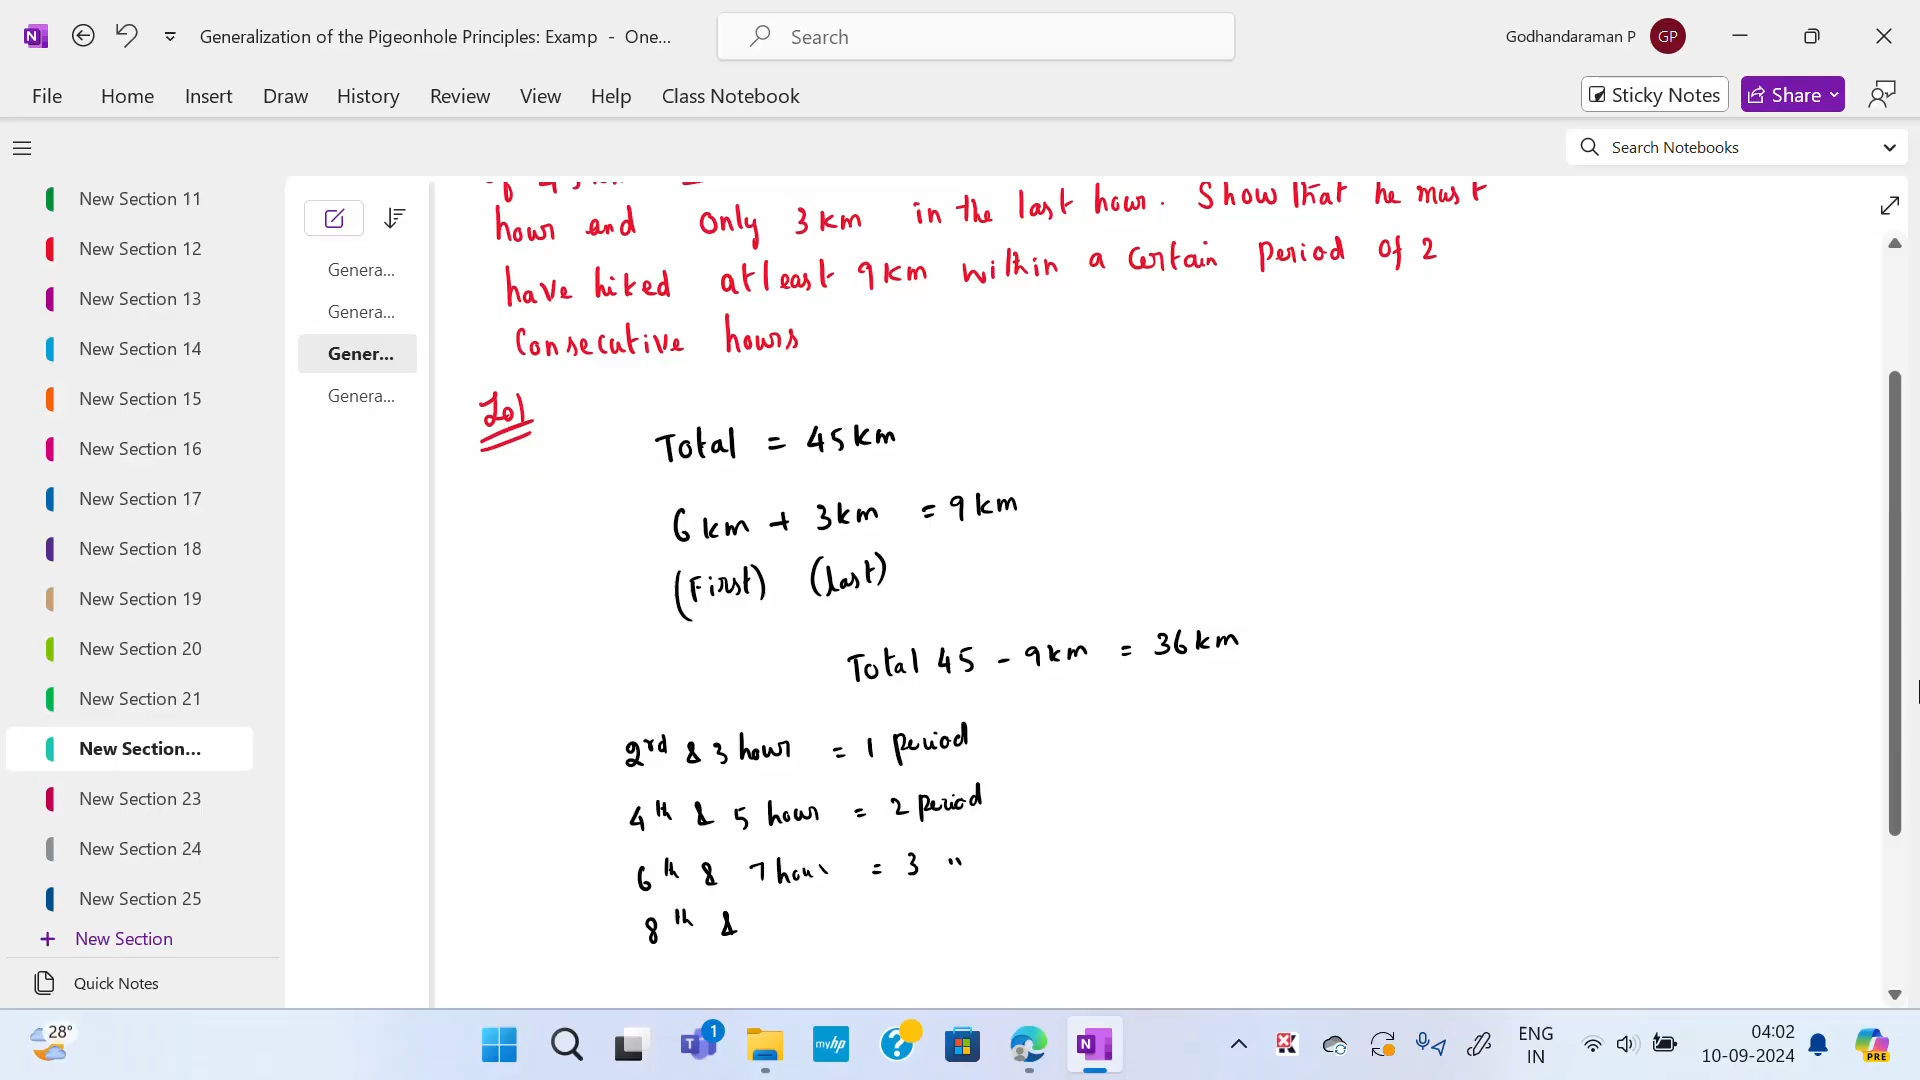 Generalization of the Pigeonhole Principles: Examp - One...
Search
Godhandaraman P
GP
File Home Insert Draw History Review View Help Class Notebook
Sticky Notes
Share
Search Notebooks
New Section 11
New Section 12
New Section 13
New Section 14
New Section 15
New Section 16
New Section 17
New Section 18
New Section 19
New Section 20
New Section 21
New Section...
New Section 23
New Section 24
New Section 25
New Section
Quick Notes
Genera...
Genera...
Gener...
Genera...
hour and only 3 km in the last hour. Show that he must
have hiked atleast 9 km within a certain period of 2
Consecutive hours
Sol
Total = 45 km
6 km + 3 km = 9 km
(First) (last)
Total 45 - 9 km = 36 km
2rd & 3 hour = 1 period
4th & 5 hour = 2 period
6th & 7 hour = 3 "
8th &
28°
1
myhp
ENG
IN
04:02
10-09-2024
PRE